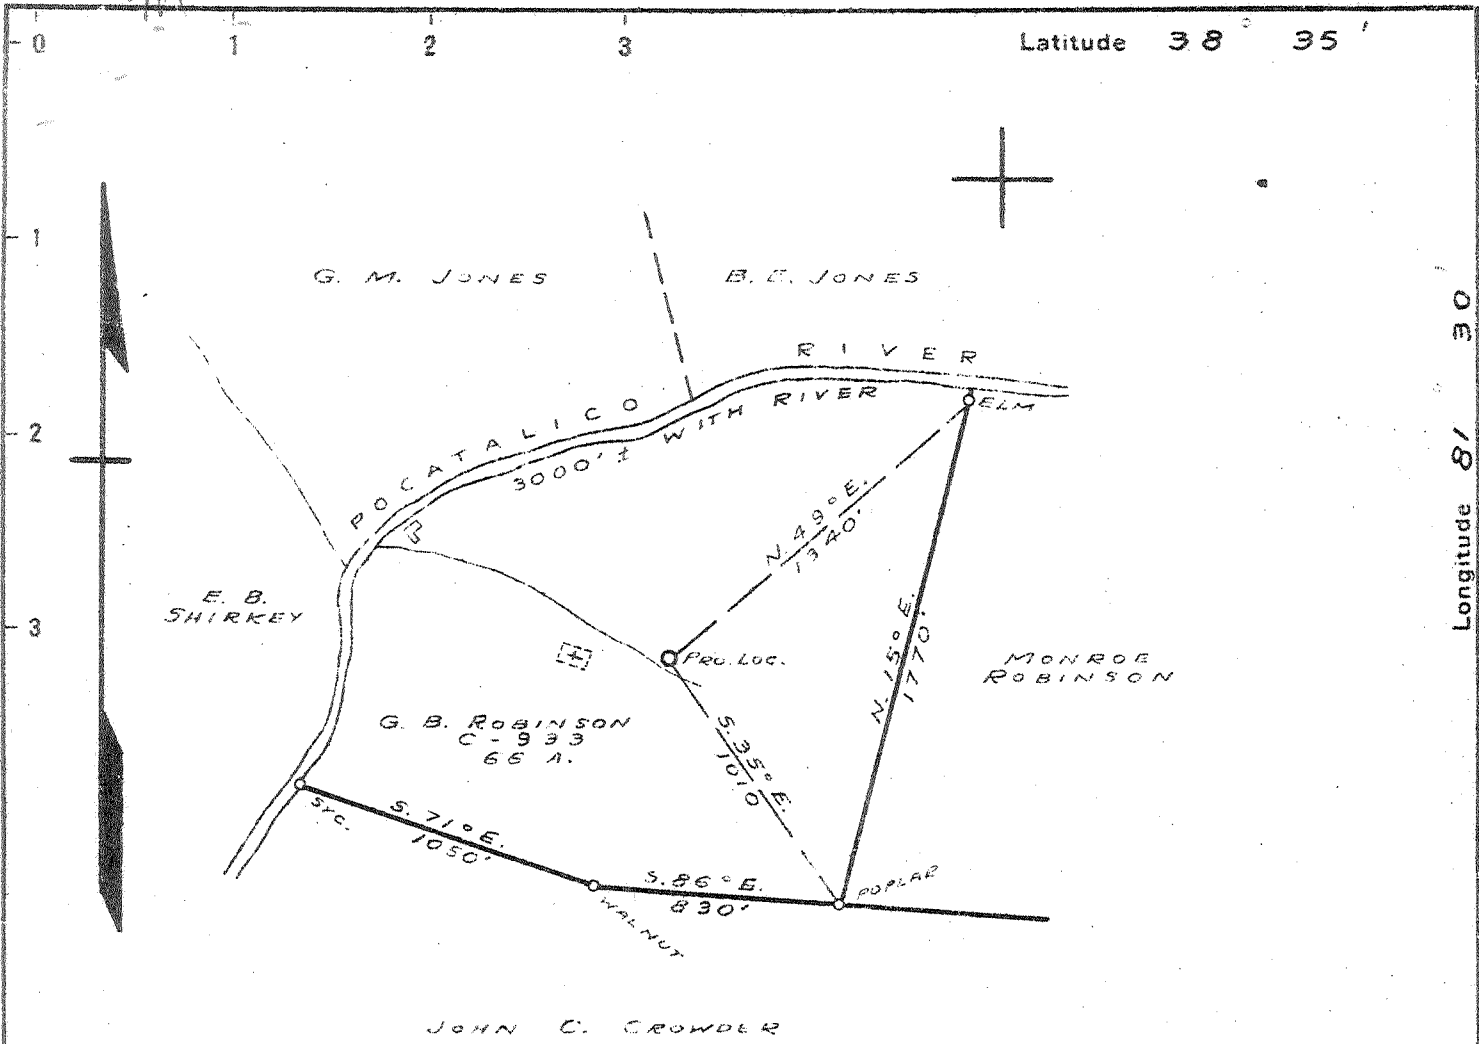 0 1 2 3 Latitude 38° 35'
1
G. M. JONES
B. E. JONES
Longitude 81 30
POCATALICO RIVER
3000' ± WITH RIVER
ELM
2
N. 49° E.
1340'
E. B.
SHIRKEY
3
PRO. LOC.
N. 15° E.
1770'
MONROE
ROBINSON
G. B. ROBINSON
C-933
66 A.
S. 35° E.
1010
SYC.
S. 71° E.
1050'
S. 86° E.
830'
POPLAR
WALNUT
JOHN C. CROWDER